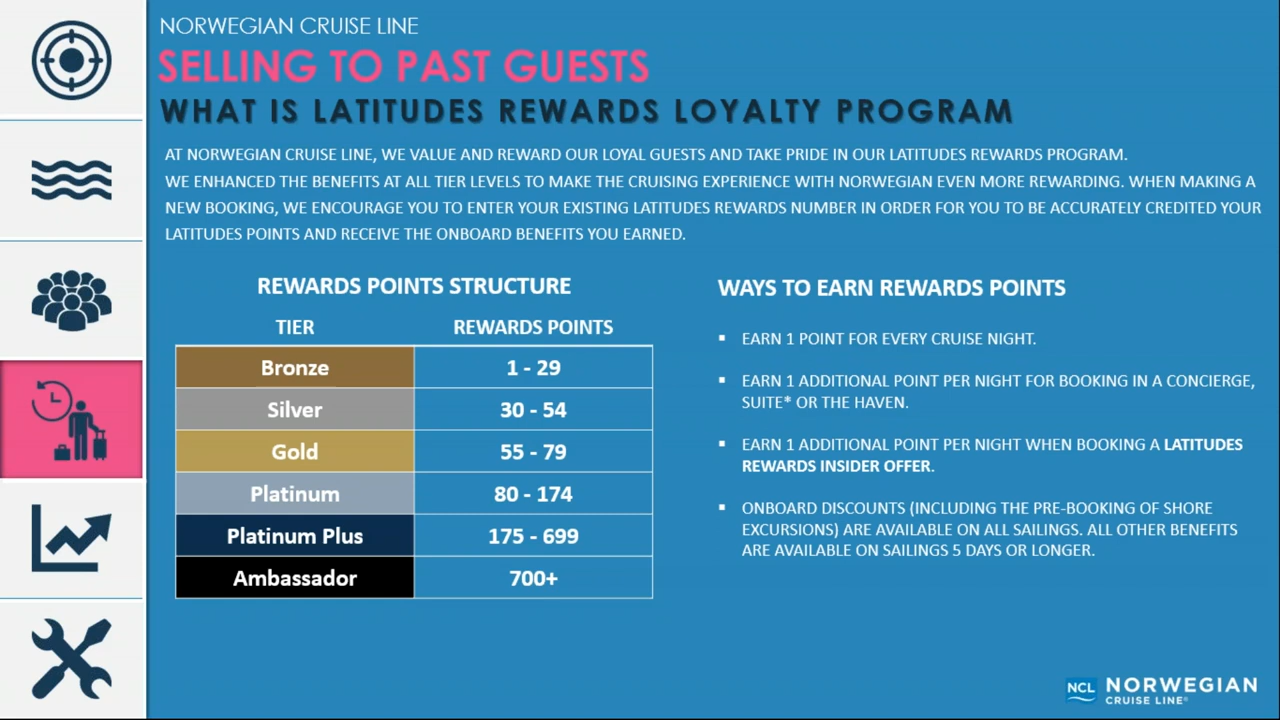 NORWEGIAN CRUISE LINE
SELLING TO PAST GUESTS
WHAT IS LATITUDES REWARDS LOYALTY PROGRAM
AT NORWEGIAN CRUISE LINE, WE VALUE AND REWARD OUR LOYAL GUESTS AND TAKE PRIDE IN OUR LATITUDES REWARDS PROGRAM.
WE ENHANCED THE BENEFITS AT ALL TIER LEVELS TO MAKE THE CRUISING EXPERIENCE WITH NORWEGIAN EVEN MORE REWARDING. WHEN MAKING A
NEW BOOKING, WE ENCOURAGE YOU TO ENTER YOUR EXISTING LATITUDES REWARDS NUMBER IN ORDER FOR YOU TO BE ACCURATELY CREDITED YOUR
LATITUDES POINTS AND RECEIVE THE ONBOARD BENEFITS YOU EARNED.
REWARDS POINTS STRUCTURE
TIER REWARDS POINTS
Bronze 1 - 29
Silver 30 - 54
Gold 55 - 79
Platinum 80 - 174
Platinum Plus 175 - 699
Ambassador 700+
WAYS TO EARN REWARDS POINTS
▪ EARN 1 POINT FOR EVERY CRUISE NIGHT.
▪ EARN 1 ADDITIONAL POINT PER NIGHT FOR BOOKING IN A CONCIERGE,
SUITE* OR THE HAVEN.
▪ EARN 1 ADDITIONAL POINT PER NIGHT WHEN BOOKING A LATITUDES
REWARDS INSIDER OFFER.
▪ ONBOARD DISCOUNTS (INCLUDING THE PRE-BOOKING OF SHORE
EXCURSIONS) ARE AVAILABLE ON ALL SAILINGS. ALL OTHER BENEFITS
ARE AVAILABLE ON SAILINGS 5 DAYS OR LONGER.
NCL NORWEGIAN
CRUISE LINE®